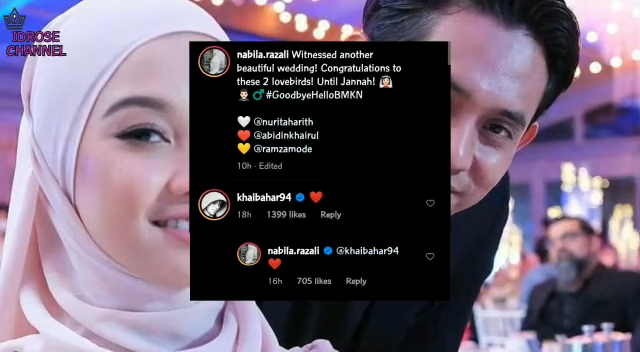 IDROSE
CHANNEL
nabila.razali Witnessed another
beautiful wedding! Congratulations to
these 2 lovebirds! Until Jannah! 👰🏻
🤵🏻‍♂️ #GoodbyeHelloBMKN
🤍 @nuritaharith
❤️ @abidinkhairul
💛 @ramzamode
10h · Edited
khaibahar94 ❤️
18h 1399 likes Reply
nabila.razali @khaibahar94
❤️
16h 705 likes Reply